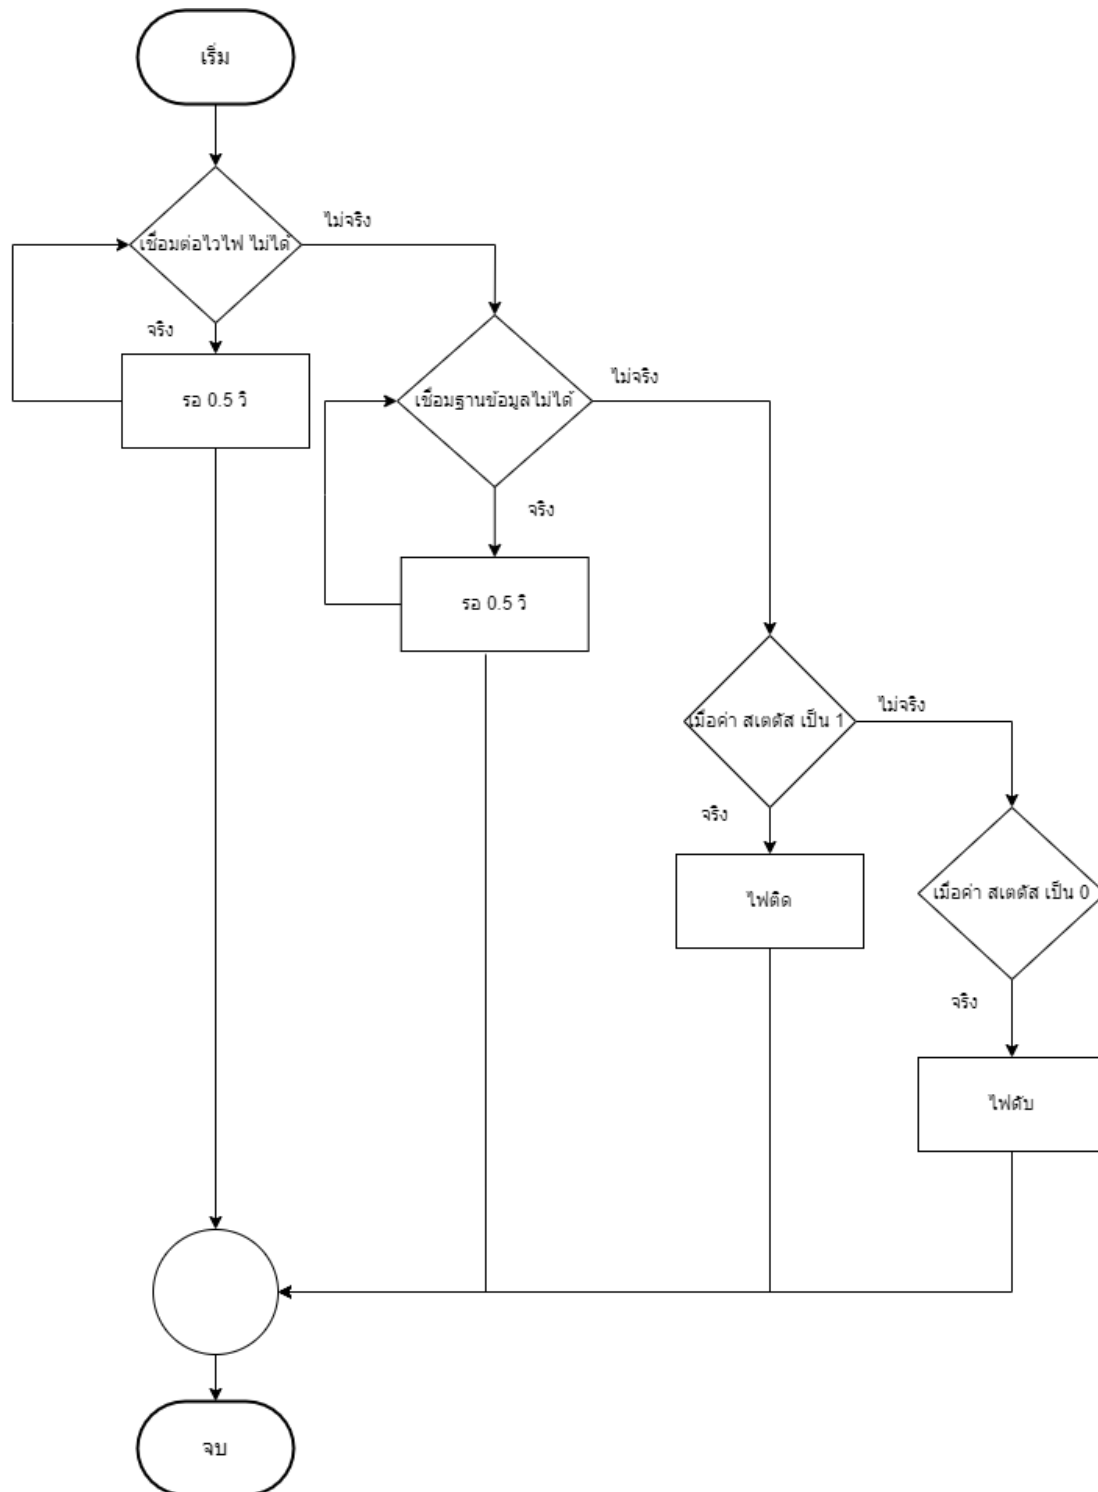 เริ่ม
เชื่อมต่อไวไฟ ไม่ได้
ไม่จริง
จริง
รอ 0.5 วิ
เชื่อมฐานข้อมูลไม่ได้
ไม่จริง
จริง
รอ 0.5 วิ
เมื่อค่า สเตตัส เป็น 1
ไม่จริง
จริง
ไฟติด
เมื่อค่า สเตตัส เป็น 0
จริง
ไฟดับ
จบ